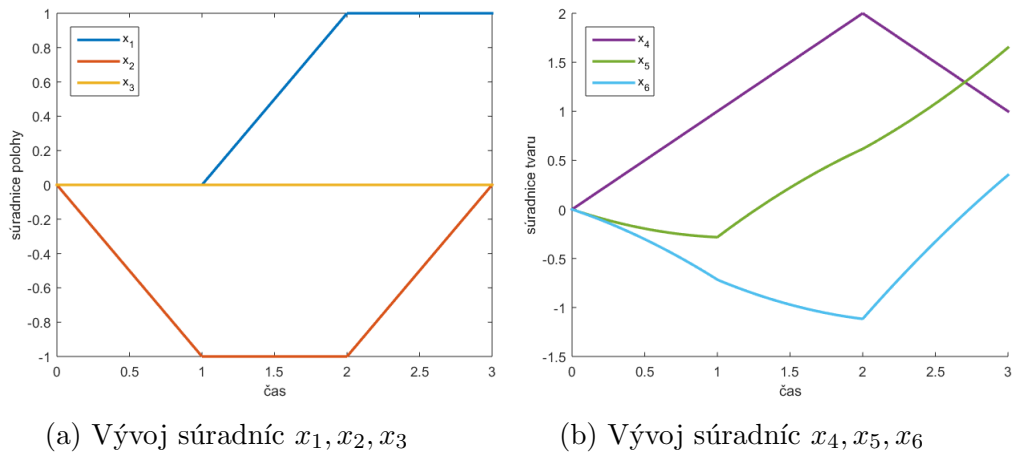 1
0.8
0.6
0.4
0.2
0
-0.2
-0.4
-0.6
-0.8
-1
súradnice polohy
x₁
x₂
x₃
0 0.5 1 1.5 2 2.5 3
čas
2
1.5
1
0.5
0
-0.5
-1
-1.5
súradnice tvaru
x₄
x₅
x₆
0 0.5 1 1.5 2 2.5 3
čas
(a) Vývoj súradníc x₁, x₂, x₃
(b) Vývoj súradníc x₄, x₅, x₆